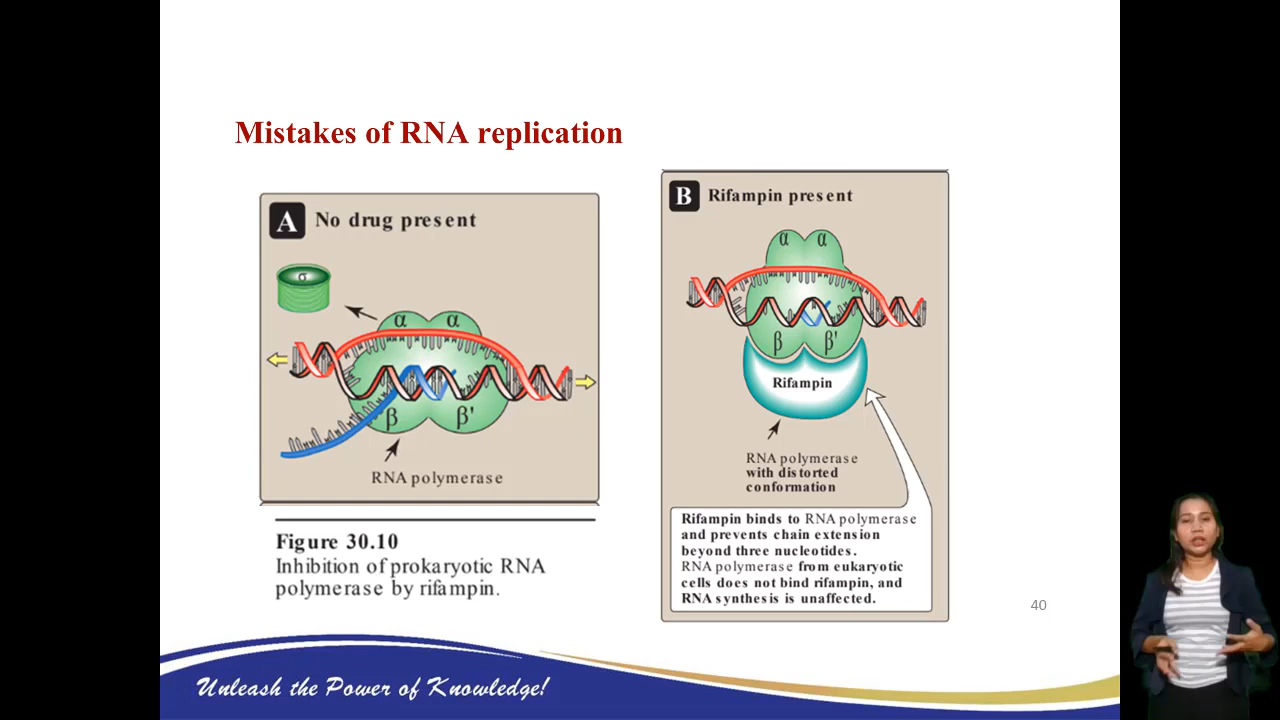 Mistakes of RNA replication
A No drug present
σ
α α
β β'
RNA polymerase
Figure 30.10
Inhibition of prokaryotic RNA
polymerase by rifampin.
B Rifampin present
α α
β β'
Rifampin
RNA polymerase
with distorted
conformation
Rifampin binds to RNA polymerase
and prevents chain extension
beyond three nucleotides.
RNA polymerase from eukaryotic
cells does not bind rifampin, and
RNA synthesis is unaffected.
40
Unleash the Power of Knowledge!